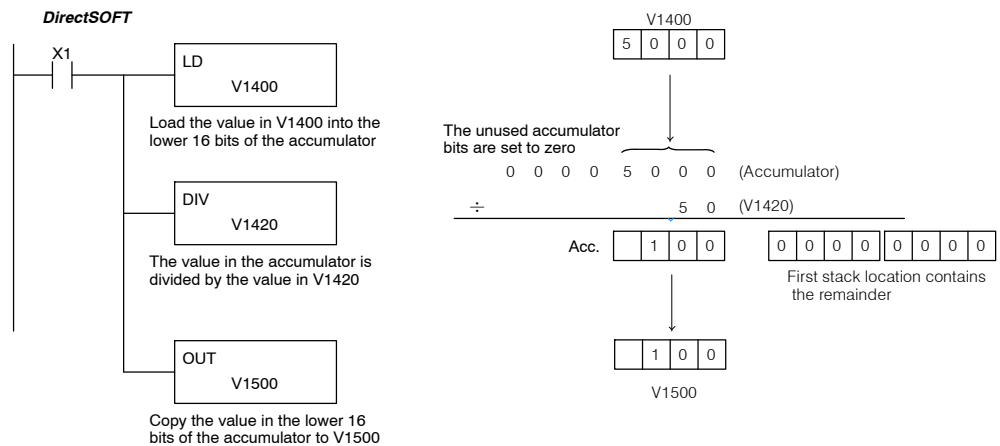 DirectSOFT
X1
LD
V1400
Load the value in V1400 into the
lower 16 bits of the accumulator
DIV
V1420
The value in the accumulator is
divided by the value in V1420
OUT
V1500
Copy the value in the lower 16
bits of the accumulator to V1500
V1400
5 0 0 0
The unused accumulator
bits are set to zero
0 0 0 0 5 0 0 0 (Accumulator)
÷ 5 0 (V1420)
Acc. 1 0 0 0 0 0 0 0 0 0 0
First stack location contains
the remainder
1 0 0
V1500